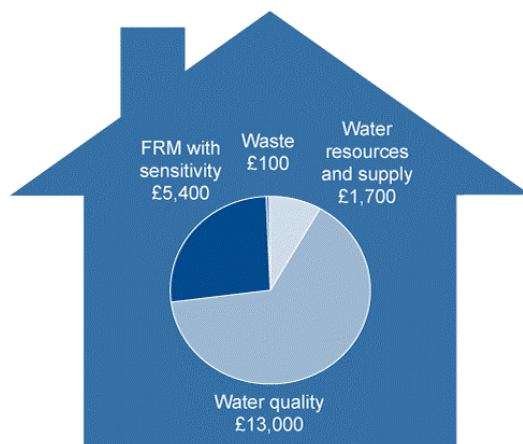 FRM with
sensitivity
£5,400
Waste
£100
Water
resources
and supply
£1,700
Water quality
£13,000